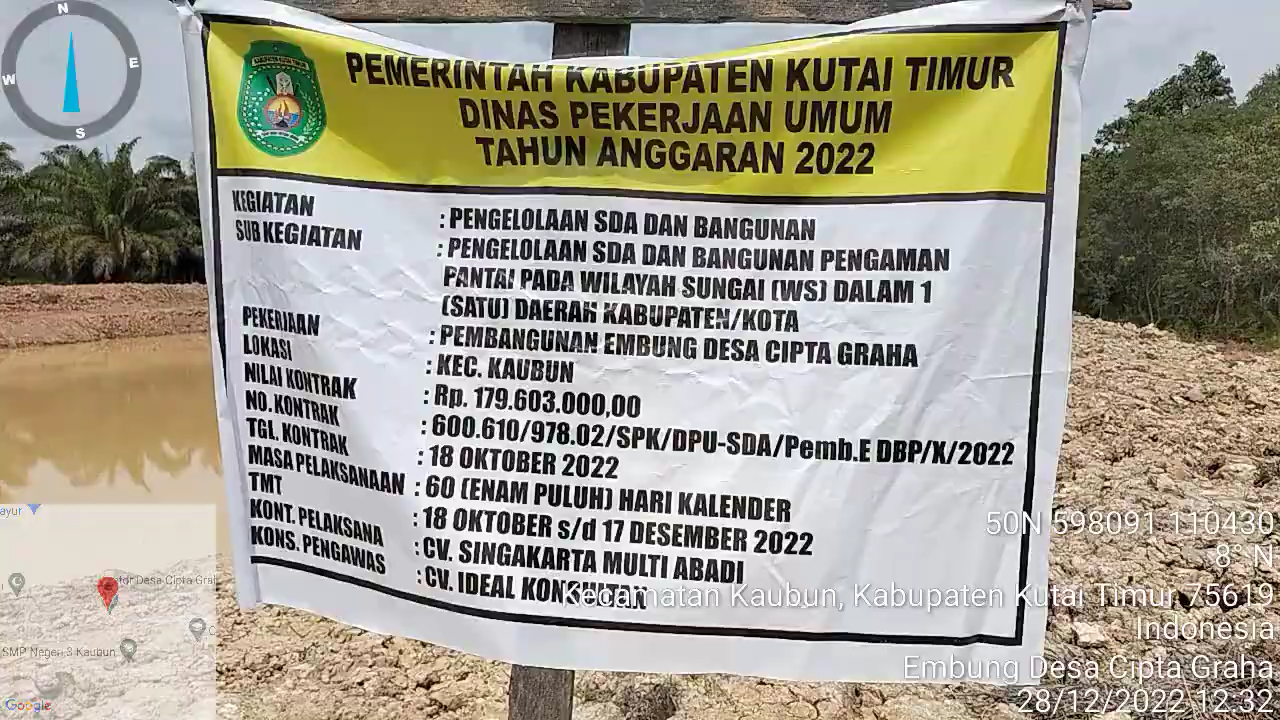 N
W
E
S
PEMERINTAH KABUPATEN KUTAI TIMUR
DINAS PEKERJAAN UMUM
TAHUN ANGGARAN 2022
KEGIATAN : PENGELOLAAN SDA DAN BANGUNAN
SUB KEGIATAN : PENGELOLAAN SDA DAN BANGUNAN PENGAMAN
PANTAI PADA WILAYAH SUNGAI (WS) DALAM 1
(SATU) DAERAH KABUPATEN/KOTA
PEKERJAAN : PEMBANGUNAN EMBUNG DESA CIPTA GRAHA
LOKASI : KEC. KAUBUN
NILAI KONTRAK : Rp. 179.603.000,00
NO. KONTRAK : 600.610/978.02/SPK/DPU-SDA/Pemb.E DBP/X/2022
TGL. KONTRAK : 18 OKTOBER 2022
MASA PELAKSANAAN : 60 (ENAM PULUH) HARI KALENDER
TMT : 18 OKTOBER s/d 17 DESEMBER 2022
KONT. PELAKSANA : CV. SINGAKARTA MULTI ABADI
KONS. PENGAWAS : CV. IDEAL KONSULTAN
50N 598091 110430
8° N
Kecamatan Kaubun, Kabupaten Kutai Timur 75619
Indonesia
Embung Desa Cipta Graha
28/12/2022 12:32
ayur
tor Desa Cipta Gral
SMP Negeri 3 Kaubun
Google